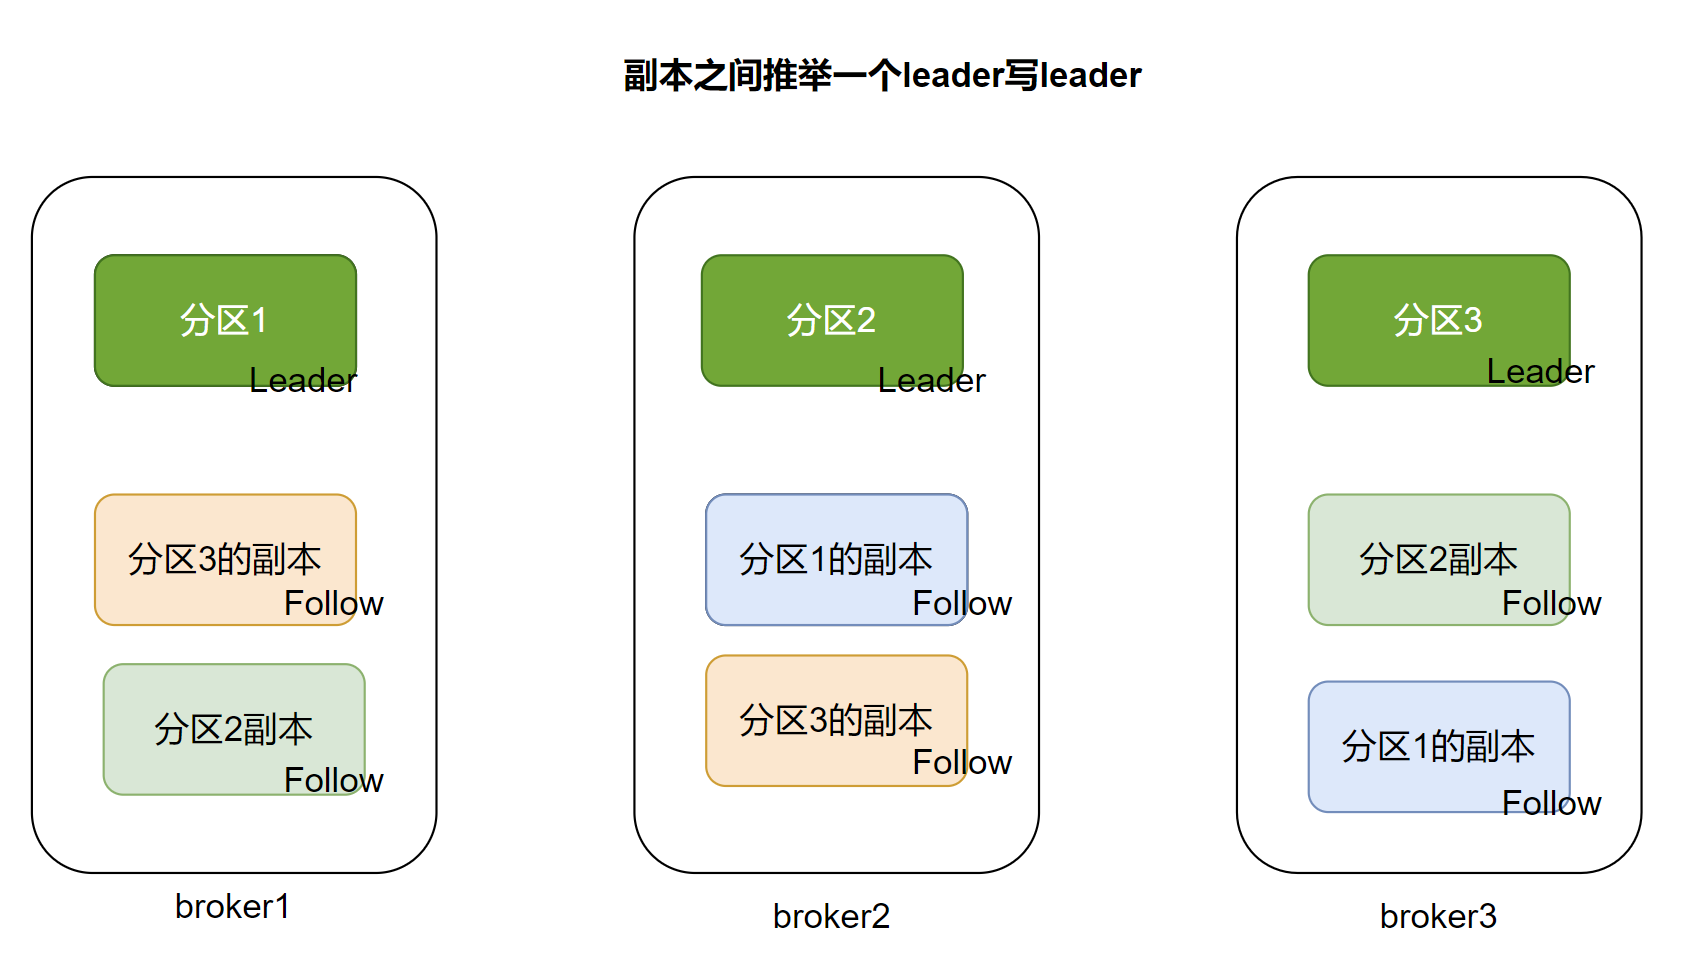 副本之间推举一个leader写leader
分区1
Leader
分区3的副本
Follow
分区2副本
Follow
broker1
分区2
Leader
分区1的副本
Follow
分区3的副本
Follow
broker2
分区3
Leader
分区2副本
Follow
分区1的副本
Follow
broker3